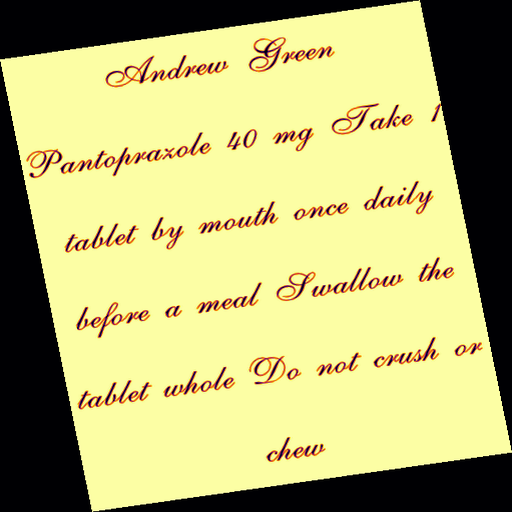 Andrew Green
Pantoprazole 40 mg Take 1
tablet by mouth once daily
before a meal Swallow the
tablet whole Do not crush or
chew